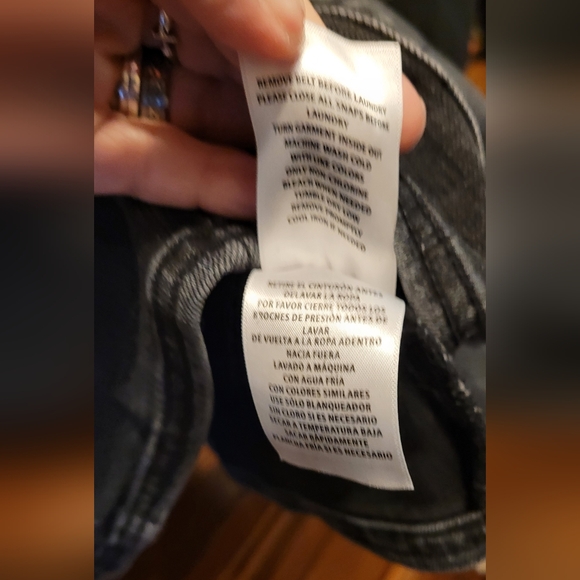 REMOVE BELT BEFORE LAUNDRY
PLEASE CLOSE ALL SNAPS BEFORE
LAUNDRY
TURN GARMENT INSIDE OUT
MACHINE WASH COLD
WITH LIKE COLORS
ONLY NON-CHLORINE
BLEACH WHEN NEEDED
TUMBLE DRY LOW
REMOVE PROMPTLY
COOL IRON IF NEEDED
RETIRE EL CINTURÓN ANTES
DELAVAR LA ROPA
POR FAVOR CIERRE TODOS LOS
BROCHES DE PRESIÓN ANTES DE
LAVAR
DE VUELTA A LA ROPA ADENTRO
HACIA FUERA
LAVADO A MÁQUINA
CON AGUA FRÍA
CON COLORES SIMILARES
USE SÓLO BLANQUEADOR
SIN CLORO SI ES NECESARIO
SECAR A TEMPERATURA BAJA
SACAR RÁPIDAMENTE
PLANCHA FRÍA SI ES NECESARIO